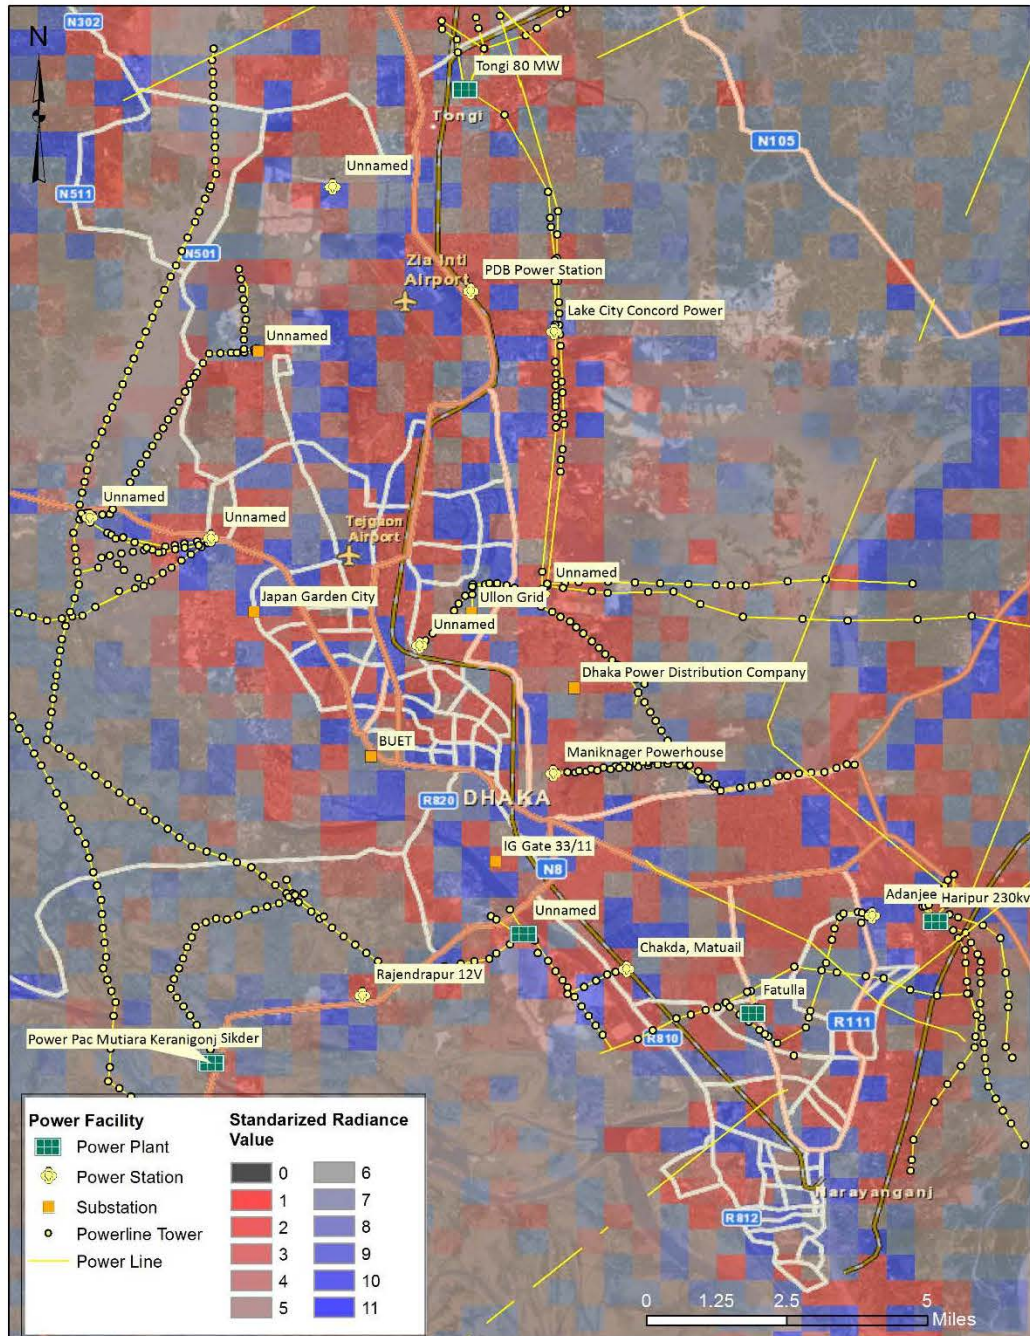 N302
N
Tongi 80 MW
Tongi
N105
Unnamed
N511
N501
Zia Intl
Airport
PDB Power Station
Lake City Concord Power
Unnamed
Unnamed
Unnamed
Tejgaon
Airport
Unnamed
Japan Garden City
Ullon Grid
Unnamed
Dhaka Power Distribution Company
BUET
Maniknager Powerhouse
R820
DHAKA
IG Gate 33/11
N8
Unnamed
Adanjee
Haripur 230kv
Chakda, Matuail
Rajendrapur 12V
Fatulla
R111
Power Pac Mutiara Keranigonj Sikder
R810
Narayanganj
R812
Power Facility
Power Plant
Power Station
Substation
Powerline Tower
Power Line
Standarized Radiance
Value
0 6
1 7
2 8
3 9
4 10
5 11
0 1.25 2.5 5
Miles